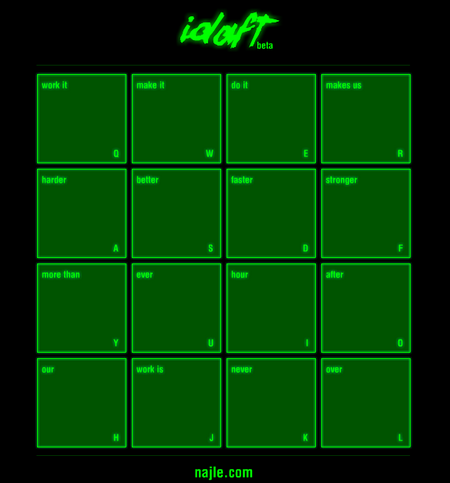 idaft
beta
work it
make it
do it
makes us
Q
W
E
R
harder
better
faster
stronger
A
S
D
F
more than
ever
hour
after
Y
U
I
O
our
work is
never
over
H
J
K
L
najle.com